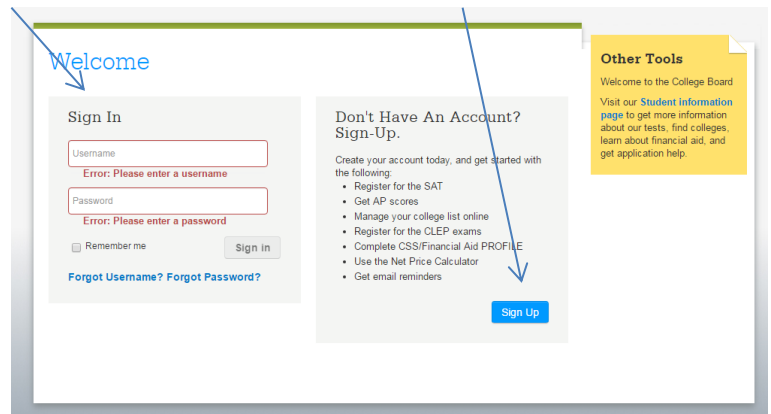 Welcome
Sign In
Username
Error: Please enter a username
Password
Error: Please enter a password
Remember me
Sign in
Forgot Username? Forgot Password?
Don't Have An Account?
Sign-Up.
Create your account today, and get started with
the following:
• Register for the SAT
• Get AP scores
• Manage your college list online
• Register for the CLEP exams
• Complete CSS/Financial Aid PROFILE
• Use the Net Price Calculator
• Get email reminders
Sign Up
Other Tools
Welcome to the College Board
Visit our Student information
page to get more information
about our tests, find colleges,
learn about financial aid, and
get application help.